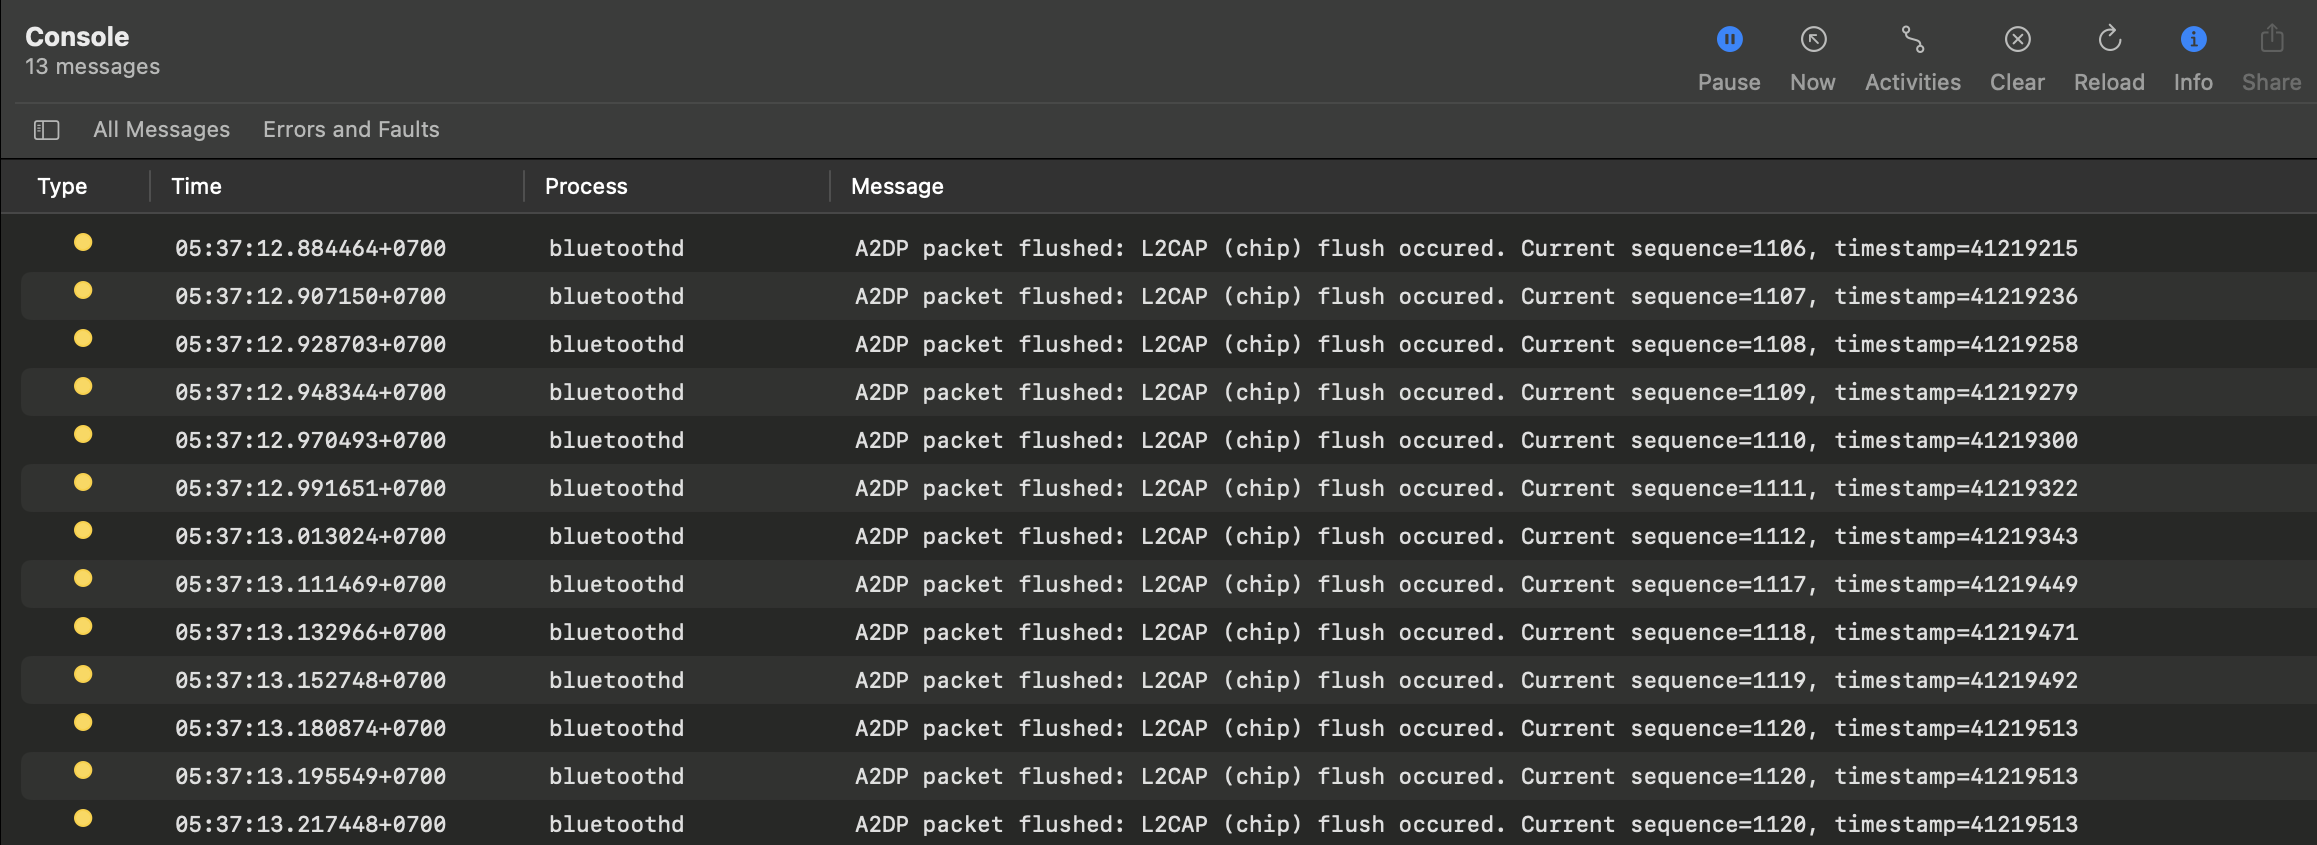 Console
13 messages
Pause Now Activities Clear Reload Info Share
All Messages Errors and Faults
Type Time Process Message
05:37:12.884464+0700 bluetoothd A2DP packet flushed: L2CAP (chip) flush occured. Current sequence=1106, timestamp=41219215
05:37:12.907150+0700 bluetoothd A2DP packet flushed: L2CAP (chip) flush occured. Current sequence=1107, timestamp=41219236
05:37:12.928703+0700 bluetoothd A2DP packet flushed: L2CAP (chip) flush occured. Current sequence=1108, timestamp=41219258
05:37:12.948344+0700 bluetoothd A2DP packet flushed: L2CAP (chip) flush occured. Current sequence=1109, timestamp=41219279
05:37:12.970493+0700 bluetoothd A2DP packet flushed: L2CAP (chip) flush occured. Current sequence=1110, timestamp=41219300
05:37:12.991651+0700 bluetoothd A2DP packet flushed: L2CAP (chip) flush occured. Current sequence=1111, timestamp=41219322
05:37:13.013024+0700 bluetoothd A2DP packet flushed: L2CAP (chip) flush occured. Current sequence=1112, timestamp=41219343
05:37:13.111469+0700 bluetoothd A2DP packet flushed: L2CAP (chip) flush occured. Current sequence=1117, timestamp=41219449
05:37:13.132966+0700 bluetoothd A2DP packet flushed: L2CAP (chip) flush occured. Current sequence=1118, timestamp=41219471
05:37:13.152748+0700 bluetoothd A2DP packet flushed: L2CAP (chip) flush occured. Current sequence=1119, timestamp=41219492
05:37:13.180874+0700 bluetoothd A2DP packet flushed: L2CAP (chip) flush occured. Current sequence=1120, timestamp=41219513
05:37:13.195549+0700 bluetoothd A2DP packet flushed: L2CAP (chip) flush occured. Current sequence=1120, timestamp=41219513
05:37:13.217448+0700 bluetoothd A2DP packet flushed: L2CAP (chip) flush occured. Current sequence=1120, timestamp=41219513